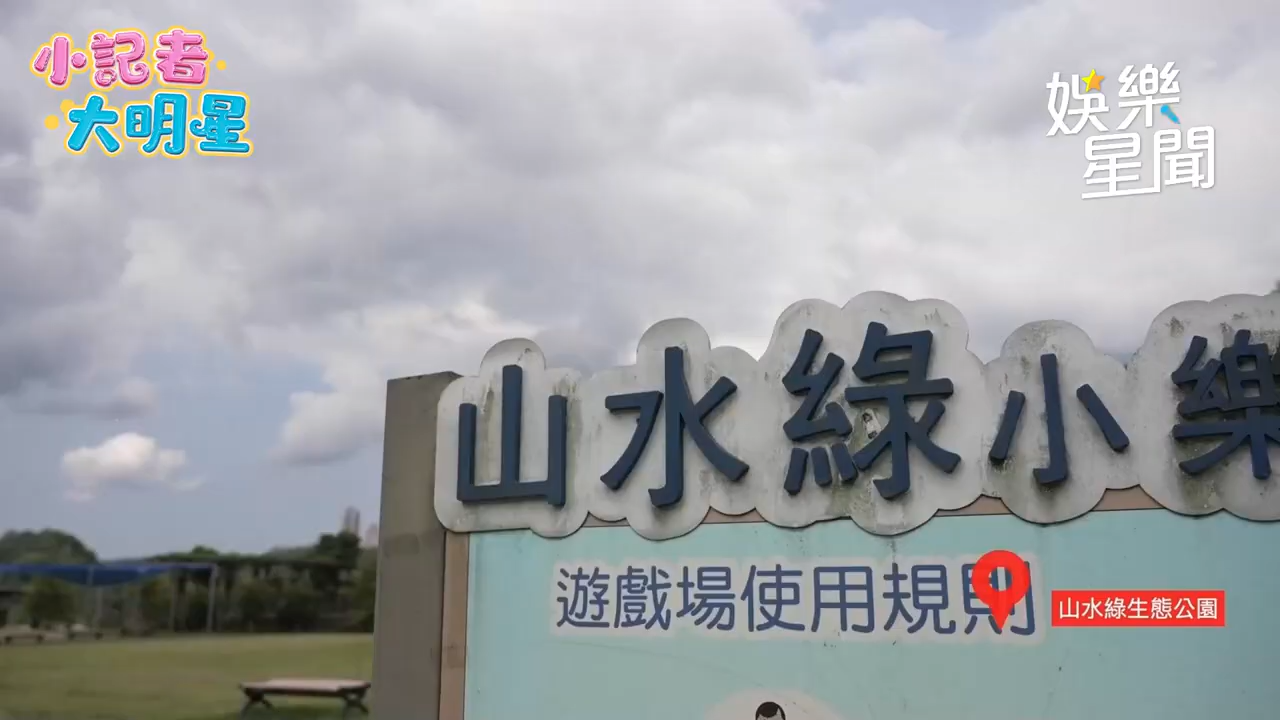 小記者
大明星
娛樂
星聞
山水綠小樂
遊戲場使用規則
山水綠生態公園